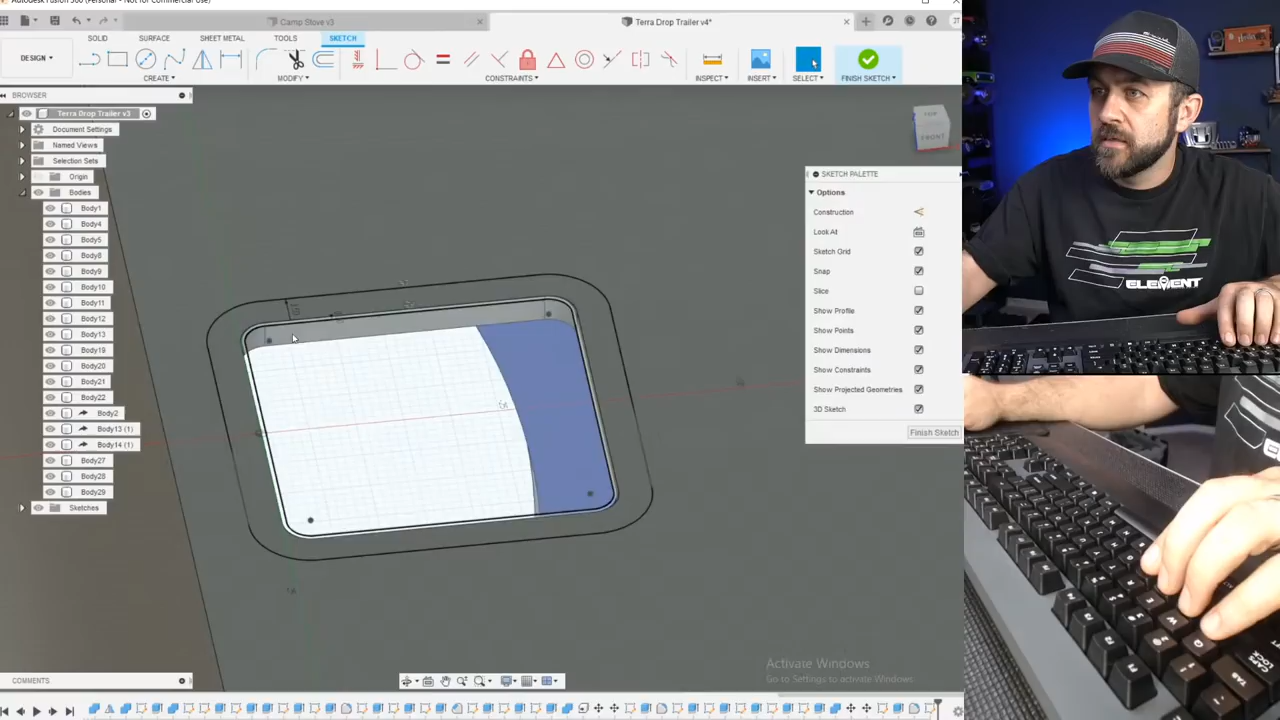 Autodesk Fusion 360 (Personal - Not for Commercial Use)
Camp Stove v3
Terra Drop Trailer v4*
SOLID SURFACE SHEET METAL TOOLS SKETCH
DESIGN
CREATE MODIFY CONSTRAINTS INSPECT INSERT SELECT FINISH SKETCH
BROWSER
Terra Drop Trailer v3
Document Settings
Named Views
Selection Sets
Origin
Bodies
Body1
Body4
Body5
Body8
Body9
Body10
Body11
Body12
Body13
Body19
Body20
Body21
Body22
Body2
Body13 (1)
Body14 (1)
Body27
Body28
Body29
Sketches
TOP
FRONT
SKETCH PALETTE
Options
Construction
Look At
Sketch Grid
Snap
Slice
Show Profile
Show Points
Show Dimensions
Show Constraints
Show Projected Geometries
3D Sketch
Finish Sketch
ELEMENT
Activate Windows
Go to Settings to activate Windows.
COMMENTS